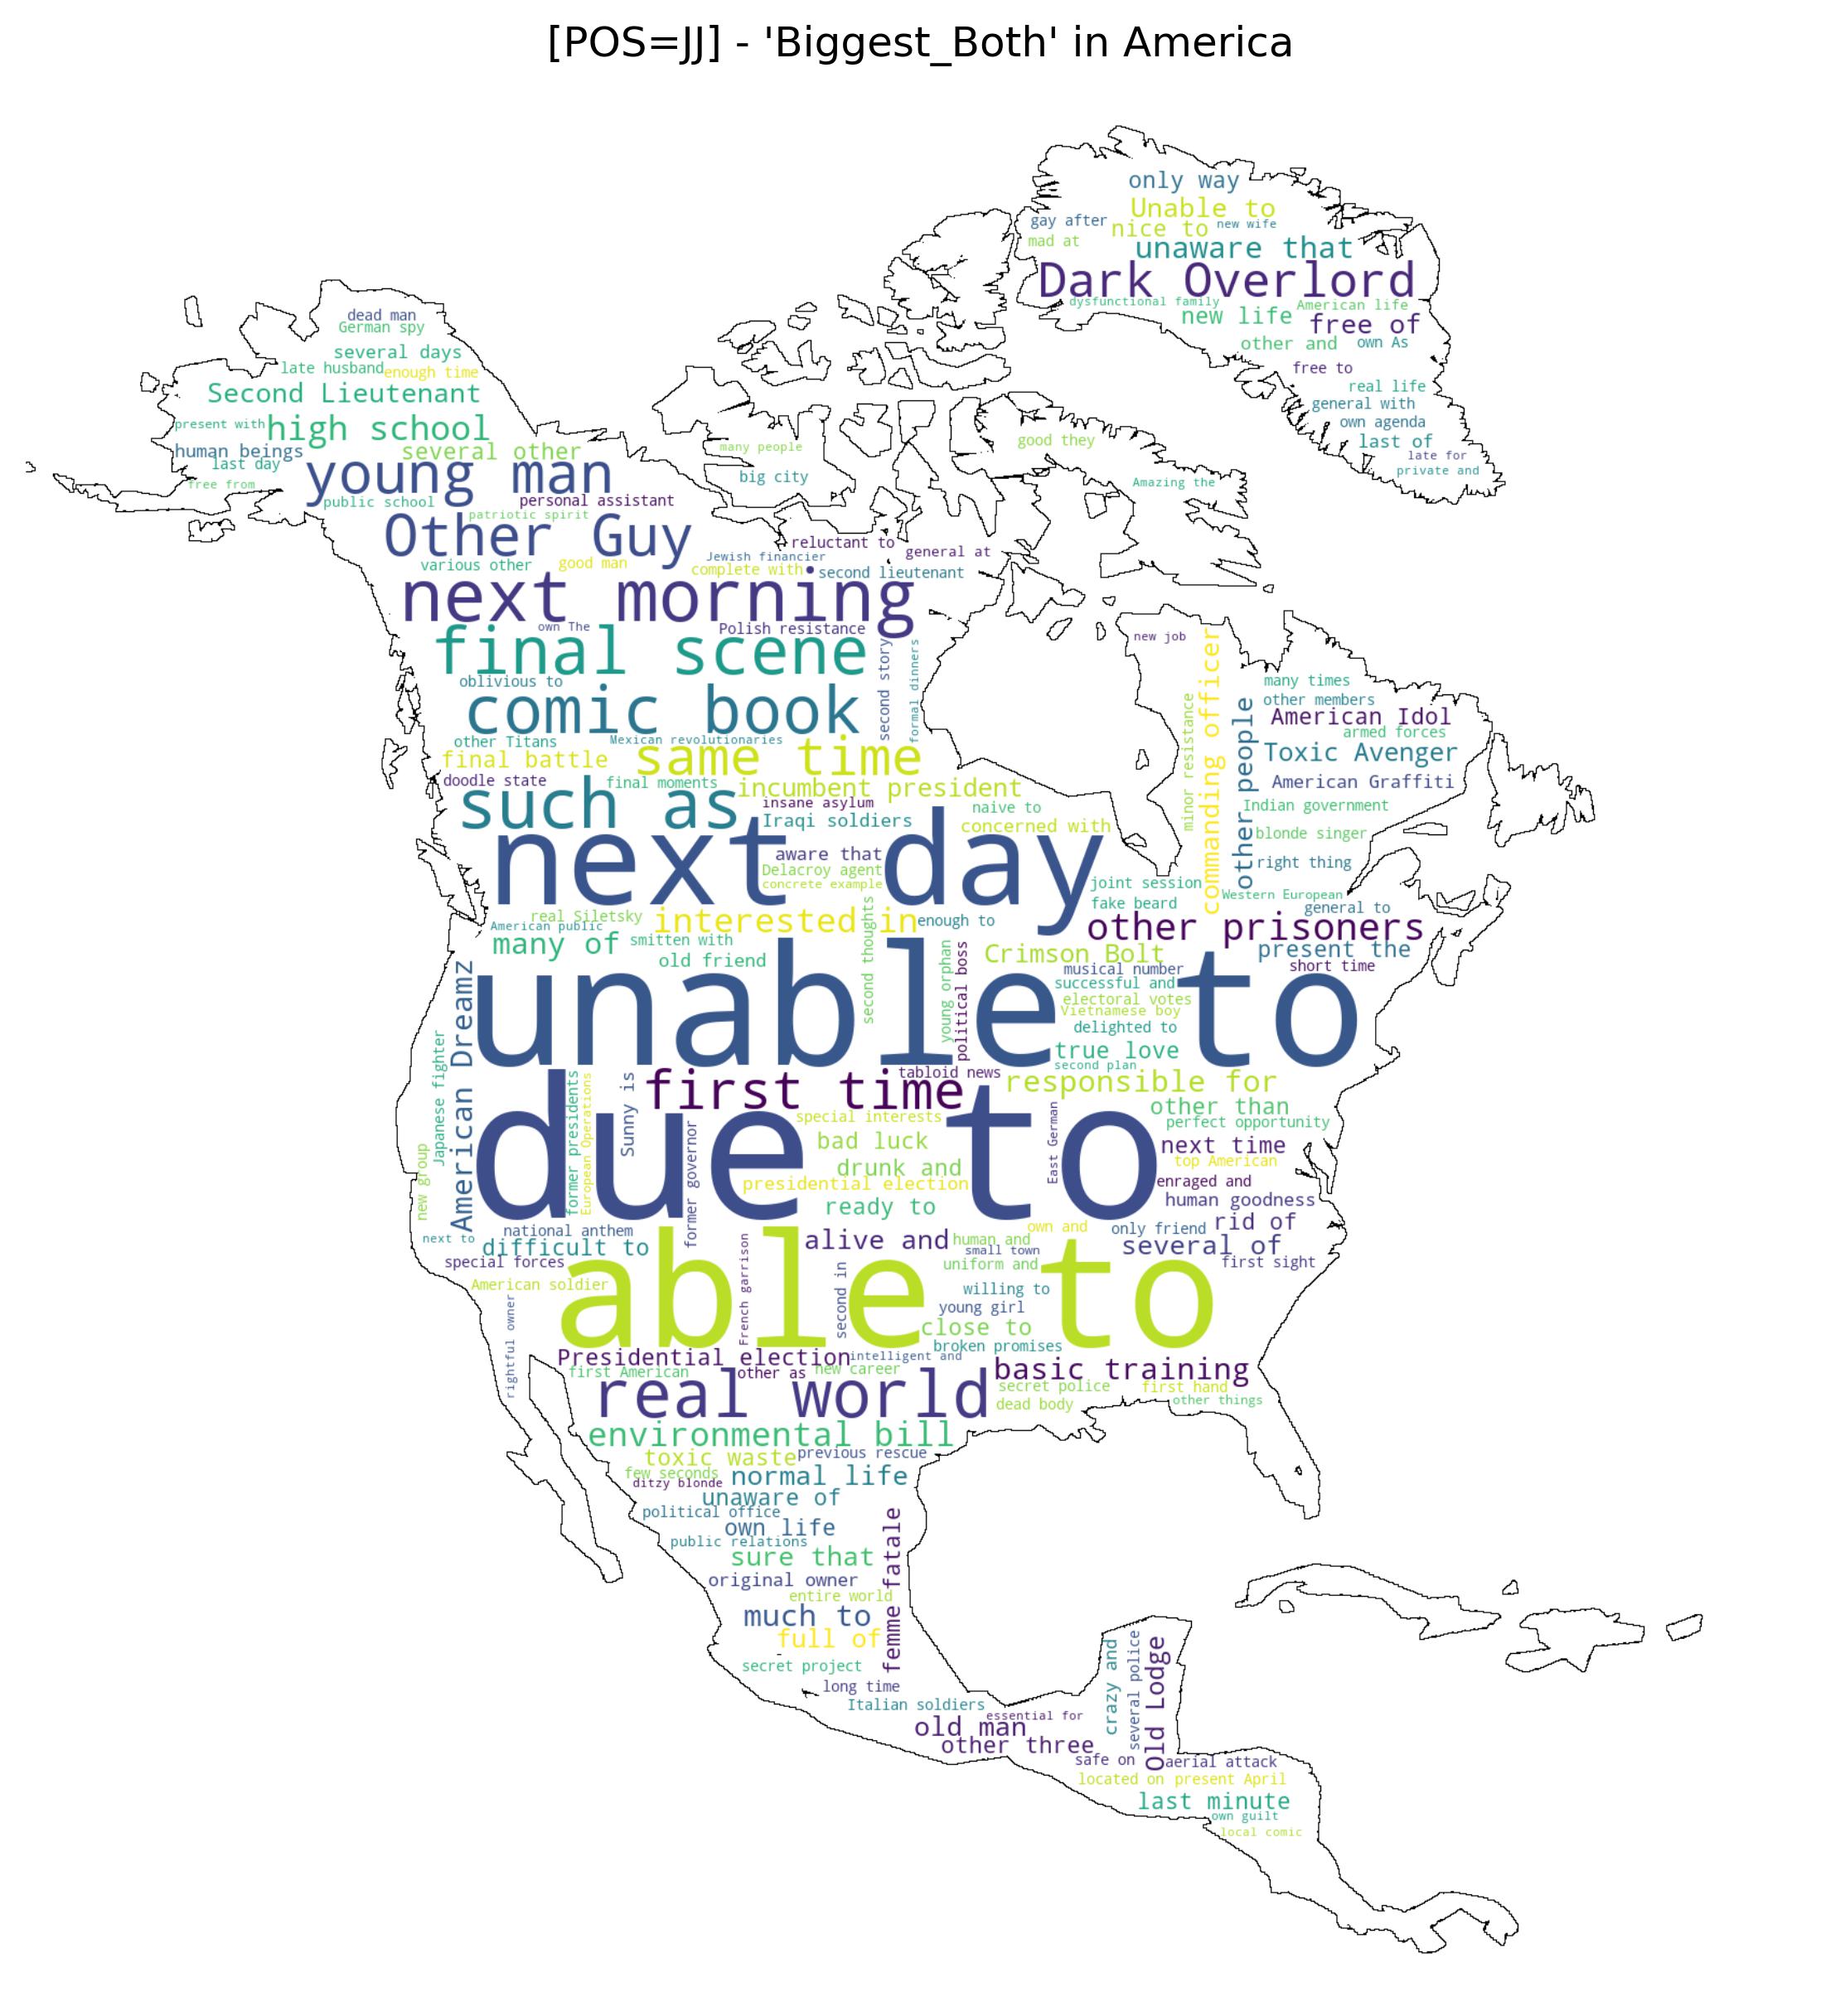 [POS=JJ] - 'Biggest_Both' in America
only way
Unable to
gay after
nice to
new wife
mad at
unaware that
Dark Overlord
dysfunctional family
American life
new life
free of
other and
own As
free to
real life
general with
own agenda
last of
late for
private and
dead man
German spy
several days
late husband
enough time
Second Lieutenant
present with
high school
human beings
several other
last day
young man
free from
public school
personal assistant
patriotic spirit
Other Guy
many people
big city
good they
Amazing the
reluctant to
general at
Jewish financier
various other
good man
complete with
second lieutenant
next morning
own The
Polish resistance
final scene
second story
formal dinners
oblivious to
comic book
other Titans
Mexican revolutionaries
final battle
same time
doodle state
final moments
incumbent president
such as
insane asylum
naive to
Iraqi soldiers
concerned with
next day
aware that
Delacroy agent
concrete example
new job
commanding officer
minor resistance
other people
many times
other members
American Idol
armed forces
Toxic Avenger
American Graffiti
Indian government
blonde singer
right thing
Western European
joint session
fake beard
general to
other prisoners
present the
short time
real Siletsky
American public
interested in
enough to
many of
smitten with
old friend
second thoughts
young orphan
political boss
Crimson Bolt
musical number
successful and
electoral votes
Vietnamese boy
delighted to
unable to
true love
second plan
American Dreamz
Japanese fighter
new group
former presidents
European Operations
Sunny is
first time
tabloid news
responsible for
special interests
other than
perfect opportunity
former governor
bad luck
East German
next time
drunk and
top American
due to
presidential election
enraged and
human goodness
ready to
own and
only friend
rid of
next to
national anthem
difficult to
alive and
human and
small town
several of
special forces
uniform and
first sight
American soldier
French garrison
second in
able to
willing to
young girl
close to
rightful owner
broken promises
Presidential election
intelligent and
first American
other as
new career
basic training
real world
secret police
first hand
dead body
other things
environmental bill
toxic waste
previous rescue
few seconds
normal life
ditzy blonde
unaware of
political office
own life
public relations
sure that
femme fatale
original owner
entire world
much to
full of
secret project
long time
Italian soldiers
essential for
old man
other three
crazy and
several police
Old Lodge
safe on
aerial attack
located on
present April
last minute
own guilt
local comic